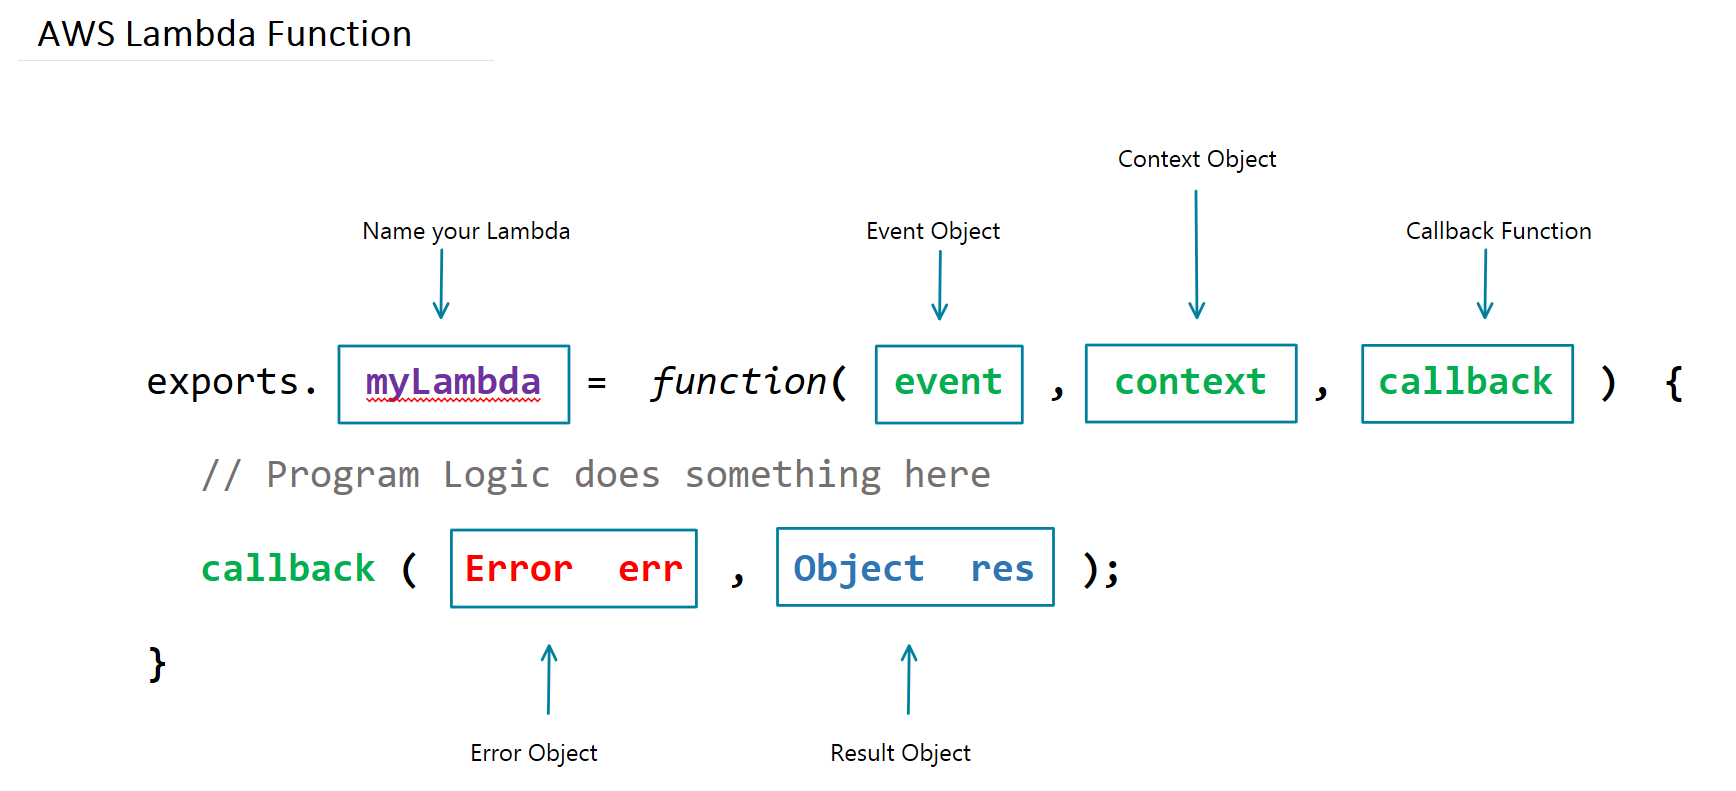 AWS Lambda Function
Context Object
Name your Lambda Event Object Callback Function
exports. myLambda = function( event , context , callback ) {
// Program Logic does something here
callback ( Error err , Object res );
}
Error Object Result Object